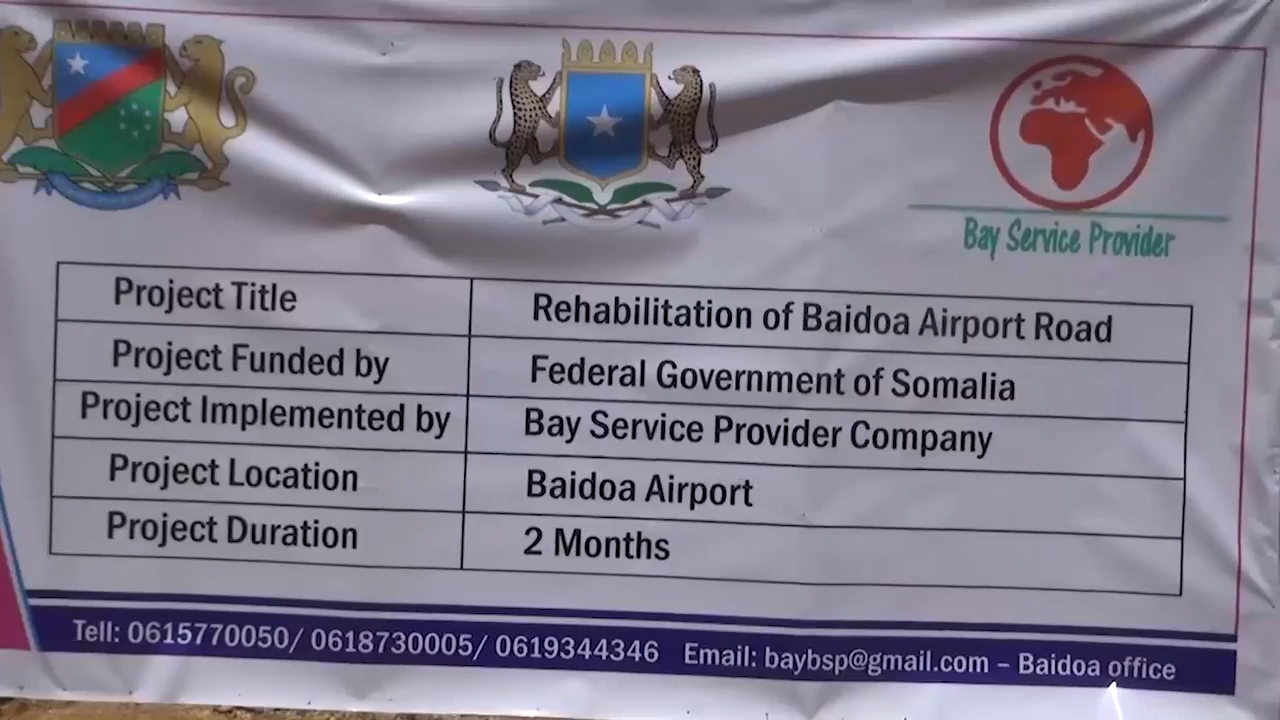 Bay Service Provider
Project Title Rehabilitation of Baidoa Airport Road
Project Funded by Federal Government of Somalia
Project Implemented by Bay Service Provider Company
Project Location Baidoa Airport
Project Duration 2 Months
Tell: 0615770050/ 0618730005/ 0619344346 Email: baybsp@gmail.com – Baidoa office